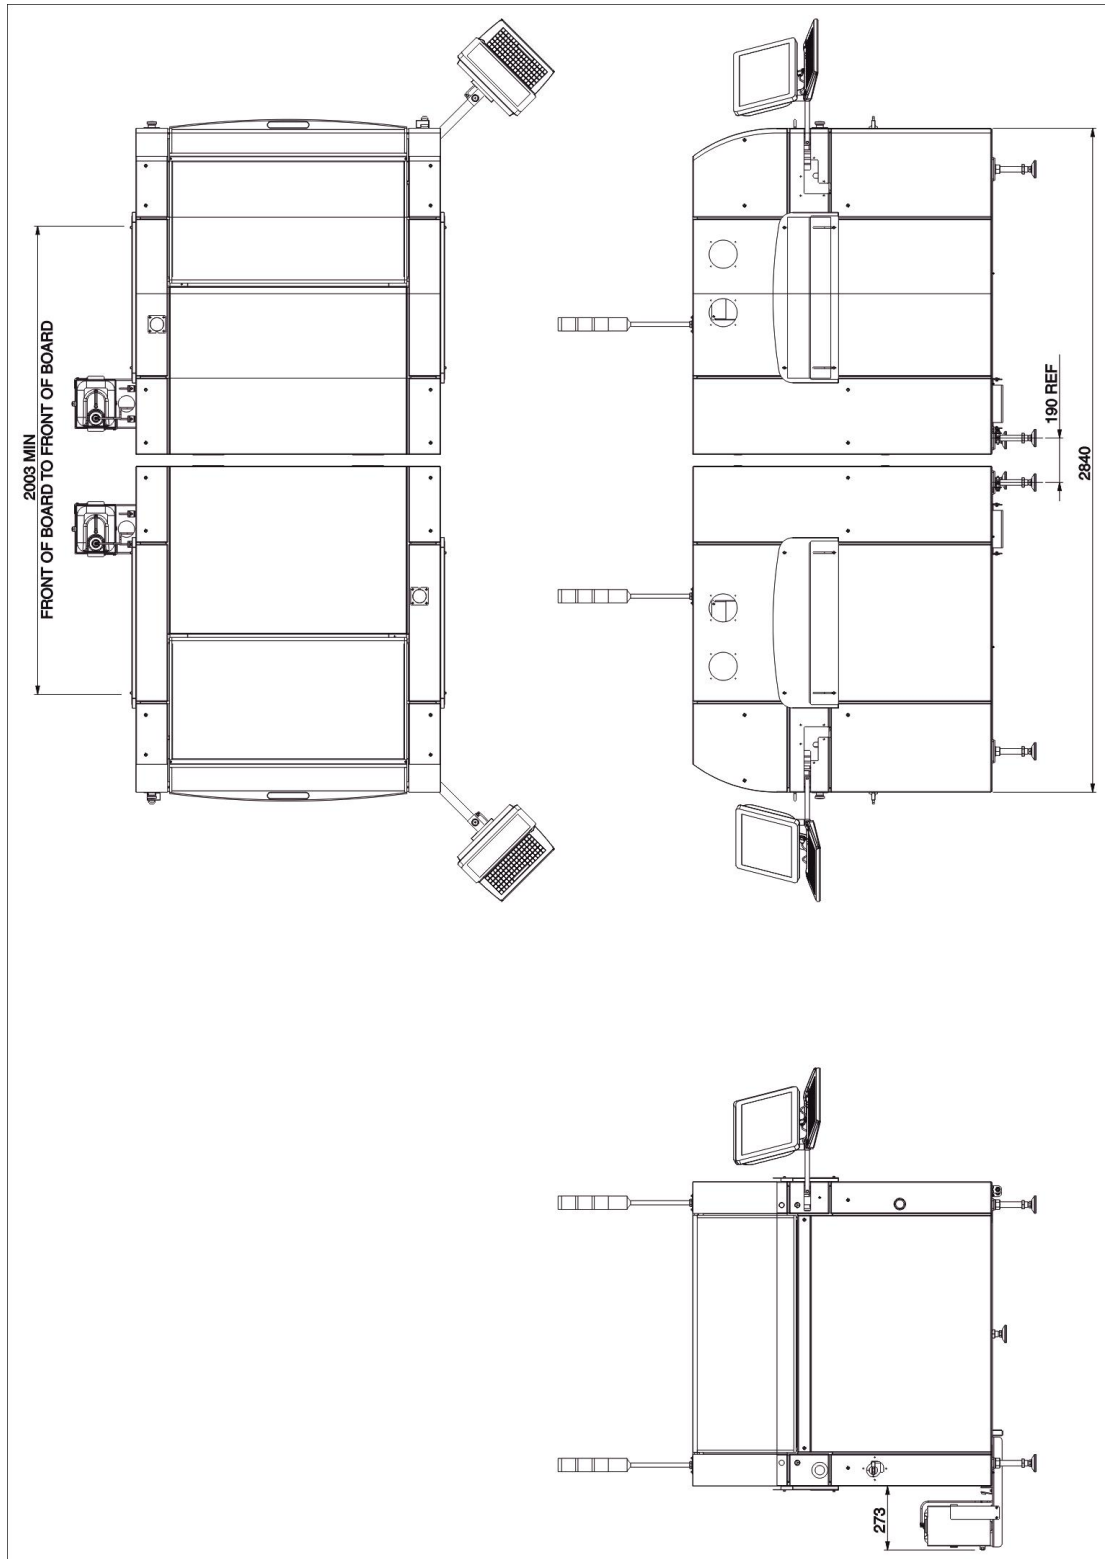 2003 MIN
FRONT OF BOARD TO FRONT OF BOARD
190 REF
2840
273